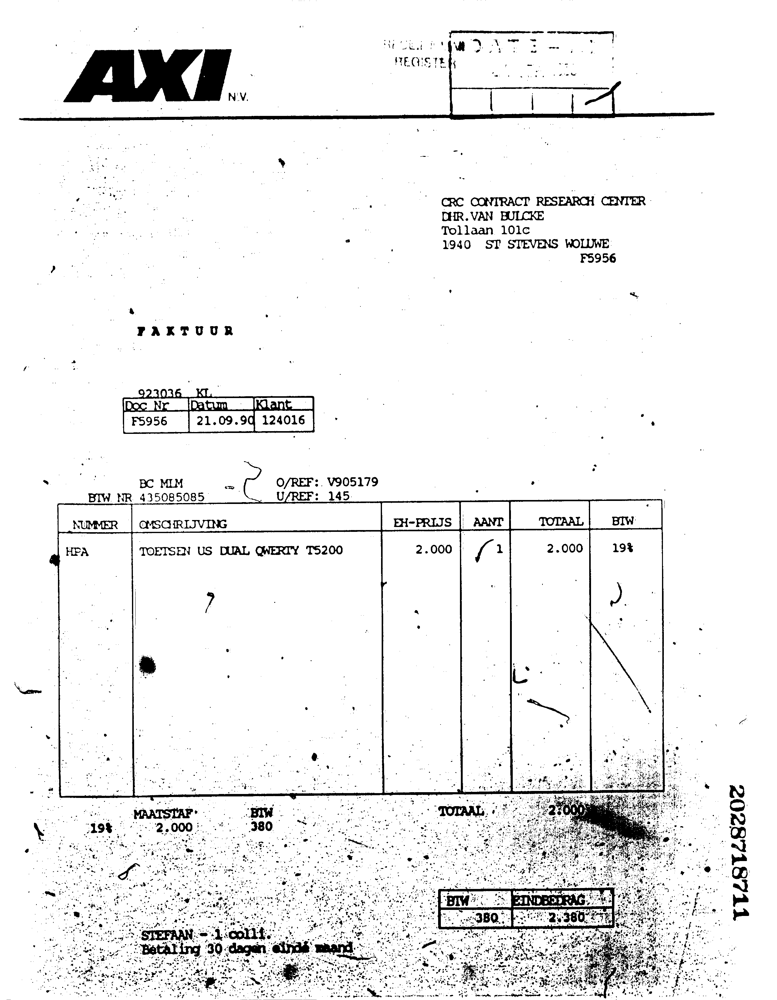 AXI N.V.
REGISTER
DATE
CRC CONTRACT RESEARCH CENTER
DHR.VAN BULCKE
Tollaan 101c
1940 ST STEVENS WOLUWE
F5956
FAKTUUR
923036 KL
Doc Nr Datum Klant
F5956 21.09.90 124016
BC MLM O/REF: V905179
BTW NR 435085085 U/REF: 145
NUMMER OMSCHRIJVING EH-PRIJS AANT TOTAAL BTW
HPA TOETSEN US DUAL QWERTY T5200 2.000 1 2.000 19%
MAATSTAF BTW TOTAAL 2.000
19% 2.000 380
BTW EINDBEDRAG
380 2.380
STEFAAN - 1 colli.
Betaling 30 dagen einde maand
2028718711